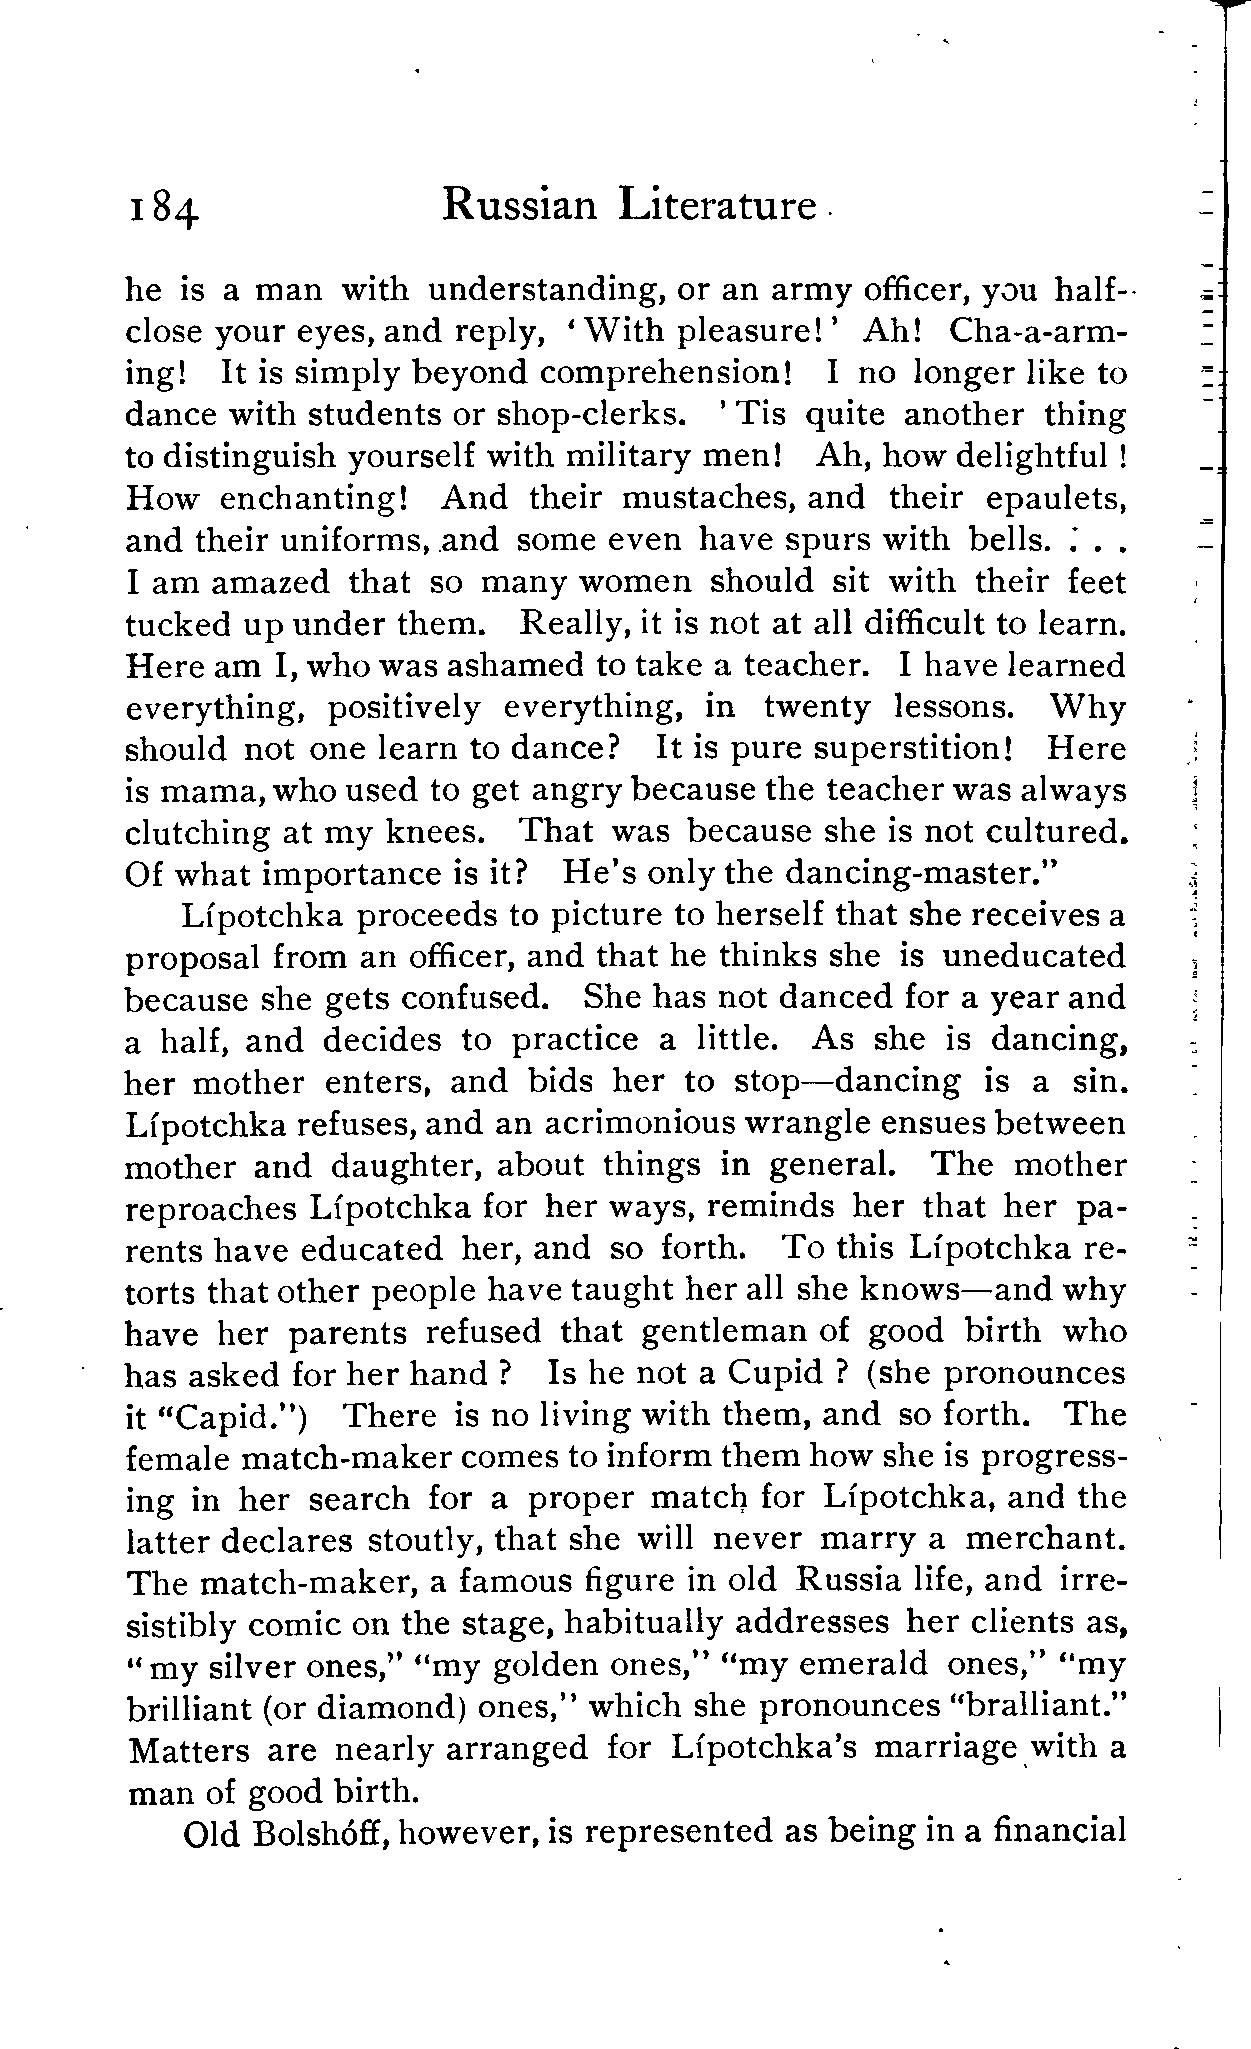 184 Russian Literature
he is a man with understanding, or an army officer, you half-
close your eyes, and reply, ‘With pleasure!’ Ah! Cha-a-arm-
ing! It is simply beyond comprehension! I no longer like to
dance with students or shop-clerks. ’Tis quite another thing
to distinguish yourself with military men! Ah, how delightful!
How enchanting! And their mustaches, and their epaulets,
and their uniforms, and some even have spurs with bells. . . .
I am amazed that so many women should sit with their feet
tucked up under them. Really, it is not at all difficult to learn.
Here am I, who was ashamed to take a teacher. I have learned
everything, positively everything, in twenty lessons. Why
should not one learn to dance? It is pure superstition! Here
is mama, who used to get angry because the teacher was always
clutching at my knees. That was because she is not cultured.
Of what importance is it? He's only the dancing-master."
Lípotchka proceeds to picture to herself that she receives a
proposal from an officer, and that he thinks she is uneducated
because she gets confused. She has not danced for a year and
a half, and decides to practice a little. As she is dancing,
her mother enters, and bids her to stop—dancing is a sin.
Lípotchka refuses, and an acrimonious wrangle ensues between
mother and daughter, about things in general. The mother
reproaches Lípotchka for her ways, reminds her that her pa-
rents have educated her, and so forth. To this Lípotchka re-
torts that other people have taught her all she knows—and why
have her parents refused that gentleman of good birth who
has asked for her hand? Is he not a Cupid? (she pronounces
it "Capid.") There is no living with them, and so forth. The
female match-maker comes to inform them how she is progress-
ing in her search for a proper match for Lípotchka, and the
latter declares stoutly, that she will never marry a merchant.
The match-maker, a famous figure in old Russia life, and irre-
sistibly comic on the stage, habitually addresses her clients as,
"my silver ones," "my golden ones," "my emerald ones," "my
brilliant (or diamond) ones," which she pronounces "bralliant."
Matters are nearly arranged for Lípotchka's marriage with a
man of good birth.
Old Bolshóff, however, is represented as being in a financial